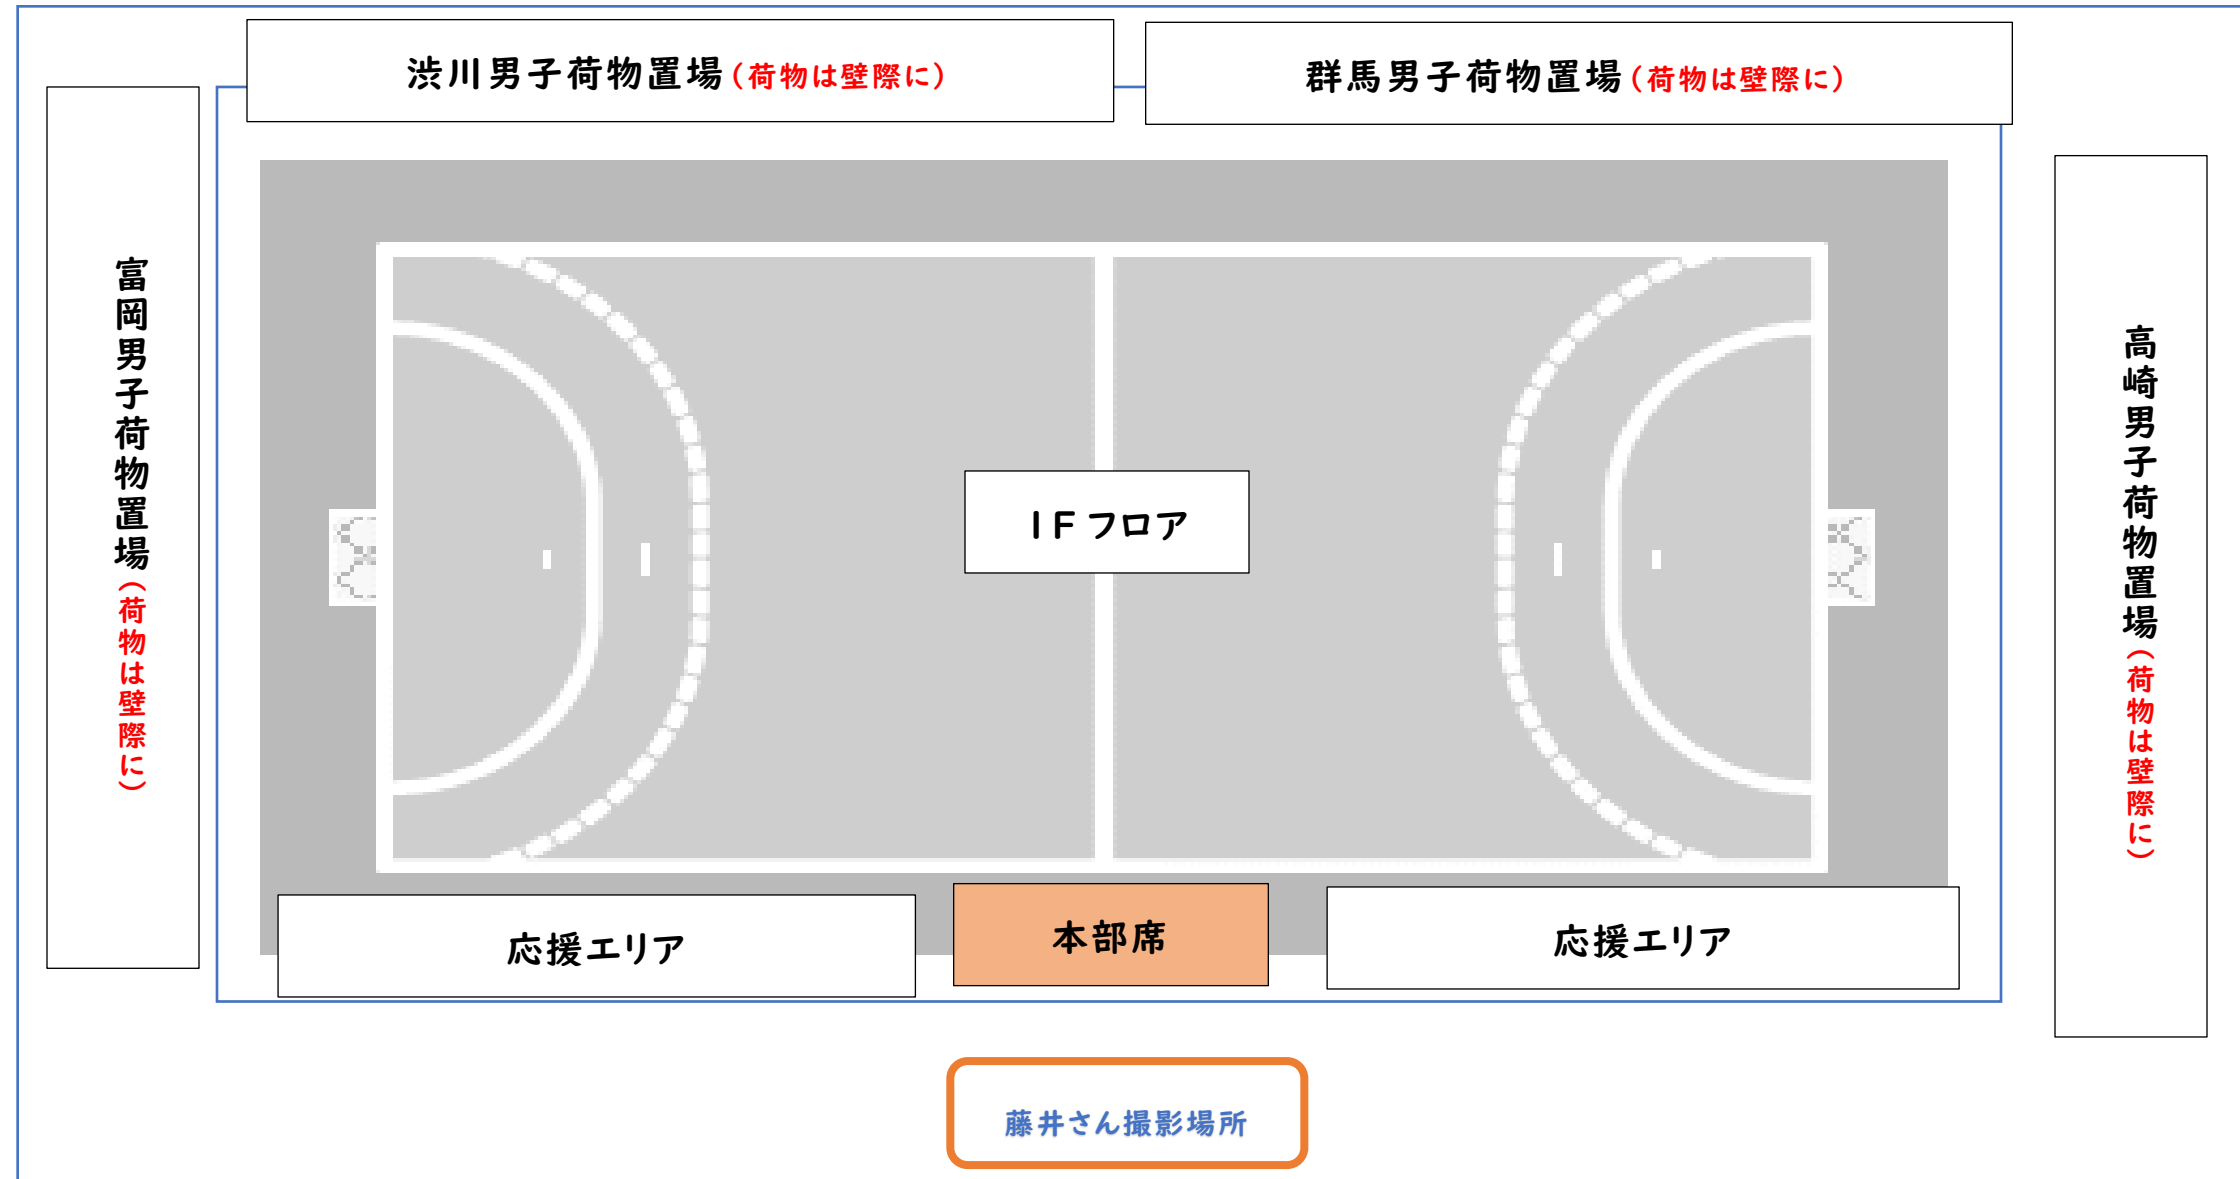 渋川男子荷物置場（荷物は壁際に）
群馬男子荷物置場（荷物は壁際に）
富岡男子荷物置場（荷物は壁際に）
高崎男子荷物置場（荷物は壁際に）
1Fフロア
応援エリア
本部席
応援エリア
藤井さん撮影場所